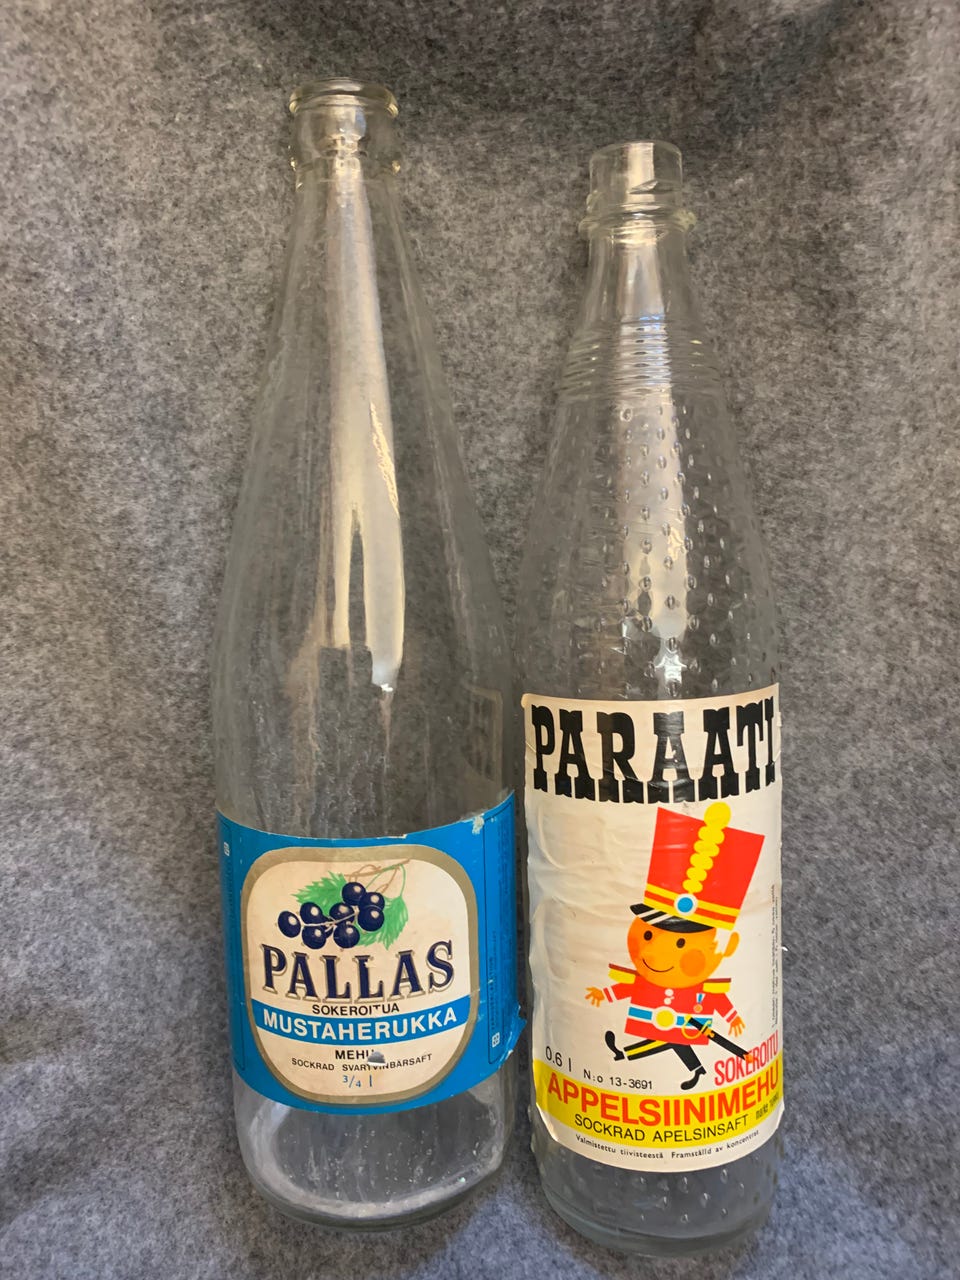 PALLAS
SOKEROITUA
MUSTAHERUKKA
SOCKRAD SVARTVINBÄRSAFT
3/4 l
PARAATI
0.6 l N:o 13-3691
SOKEROITU
APPELSIINIMEHU
SOCKRAD APELSINSAFT
Valmistettu tiivisteestä Framställd av koncentrat